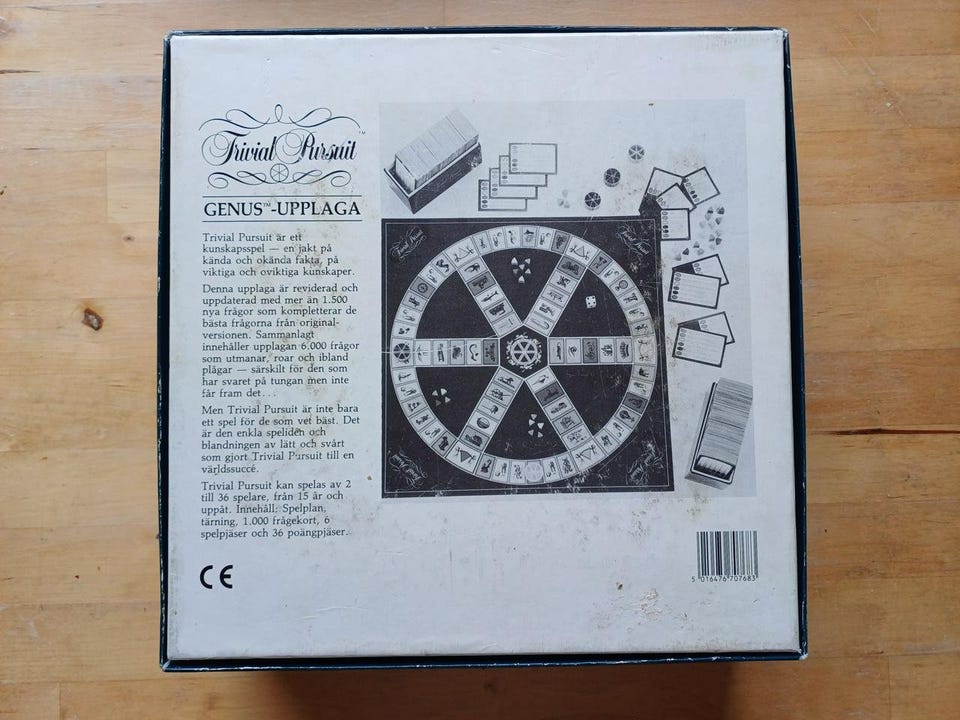 Trivial Pursuit™
GENUS™-UPPLAGA
Trivial Pursuit är ett
kunskapsspel — en jakt på
kända och okända fakta, på
viktiga och oviktiga kunskaper.
Denna upplaga är reviderad och
uppdaterad med mer än 1.500
nya frågor som kompletterar de
bästa frågorna från original-
versionen. Sammanlagt
innehåller upplagan 6.000 frågor
som utmanar, roar och ibland
plågar — särskilt för den som
har svaret på tungan men inte
får fram det...
Men Trivial Pursuit är inte bara
ett spel för de som vet bäst. Det
är den enkla spelidén och
blandningen av lätt och svårt
som gjort Trivial Pursuit till en
världssuccé.
Trivial Pursuit kan spelas av 2
till 36 spelare, från 15 år och
uppåt. Innehåll: Spelplan,
tärning, 1.000 frågekort, 6
spelpjäser och 36 poängpjäser.
CE
5 016476 707683